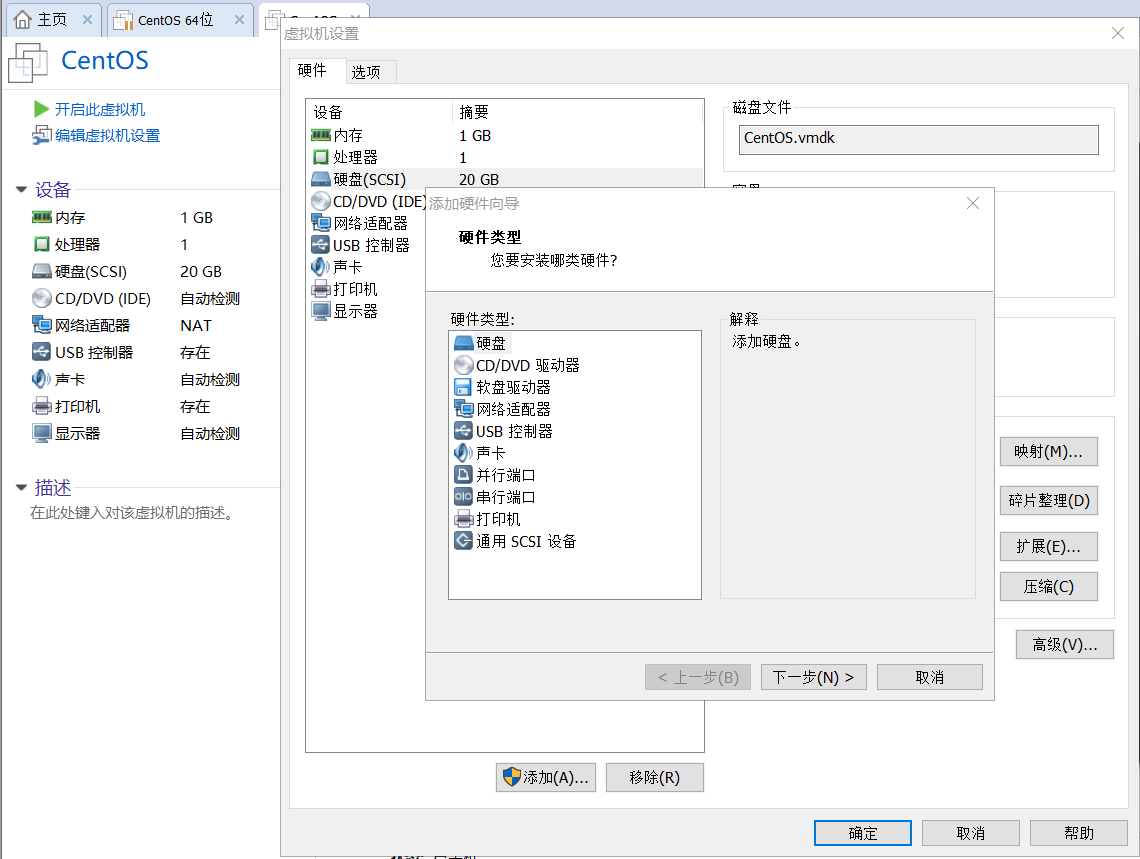 主页
CentOS 64位
CentOS
虚拟机设置
CentOS
开启此虚拟机
编辑虚拟机设置
设备
内存 1 GB
处理器 1
硬盘(SCSI) 20 GB
CD/DVD (IDE) 自动检测
网络适配器 NAT
USB 控制器 存在
声卡 自动检测
打印机 存在
显示器 自动检测
描述
在此处键入对该虚拟机的描述。
硬件 选项
设备 摘要
内存 1 GB
处理器 1
硬盘(SCSI) 20 GB
CD/DVD (IDE)
网络适配器
USB 控制器
声卡
打印机
显示器
磁盘文件
CentOS.vmdk
添加硬件向导
硬件类型
您要安装哪类硬件?
硬件类型:
硬盘
CD/DVD 驱动器
软盘驱动器
网络适配器
USB 控制器
声卡
并行端口
串行端口
打印机
通用 SCSI 设备
解释
添加硬盘。
< 上一步(B) 下一步(N) > 取消
映射(M)...
碎片整理(D)
扩展(E)...
压缩(C)
高级(V)...
添加(A)... 移除(R)
确定 取消 帮助